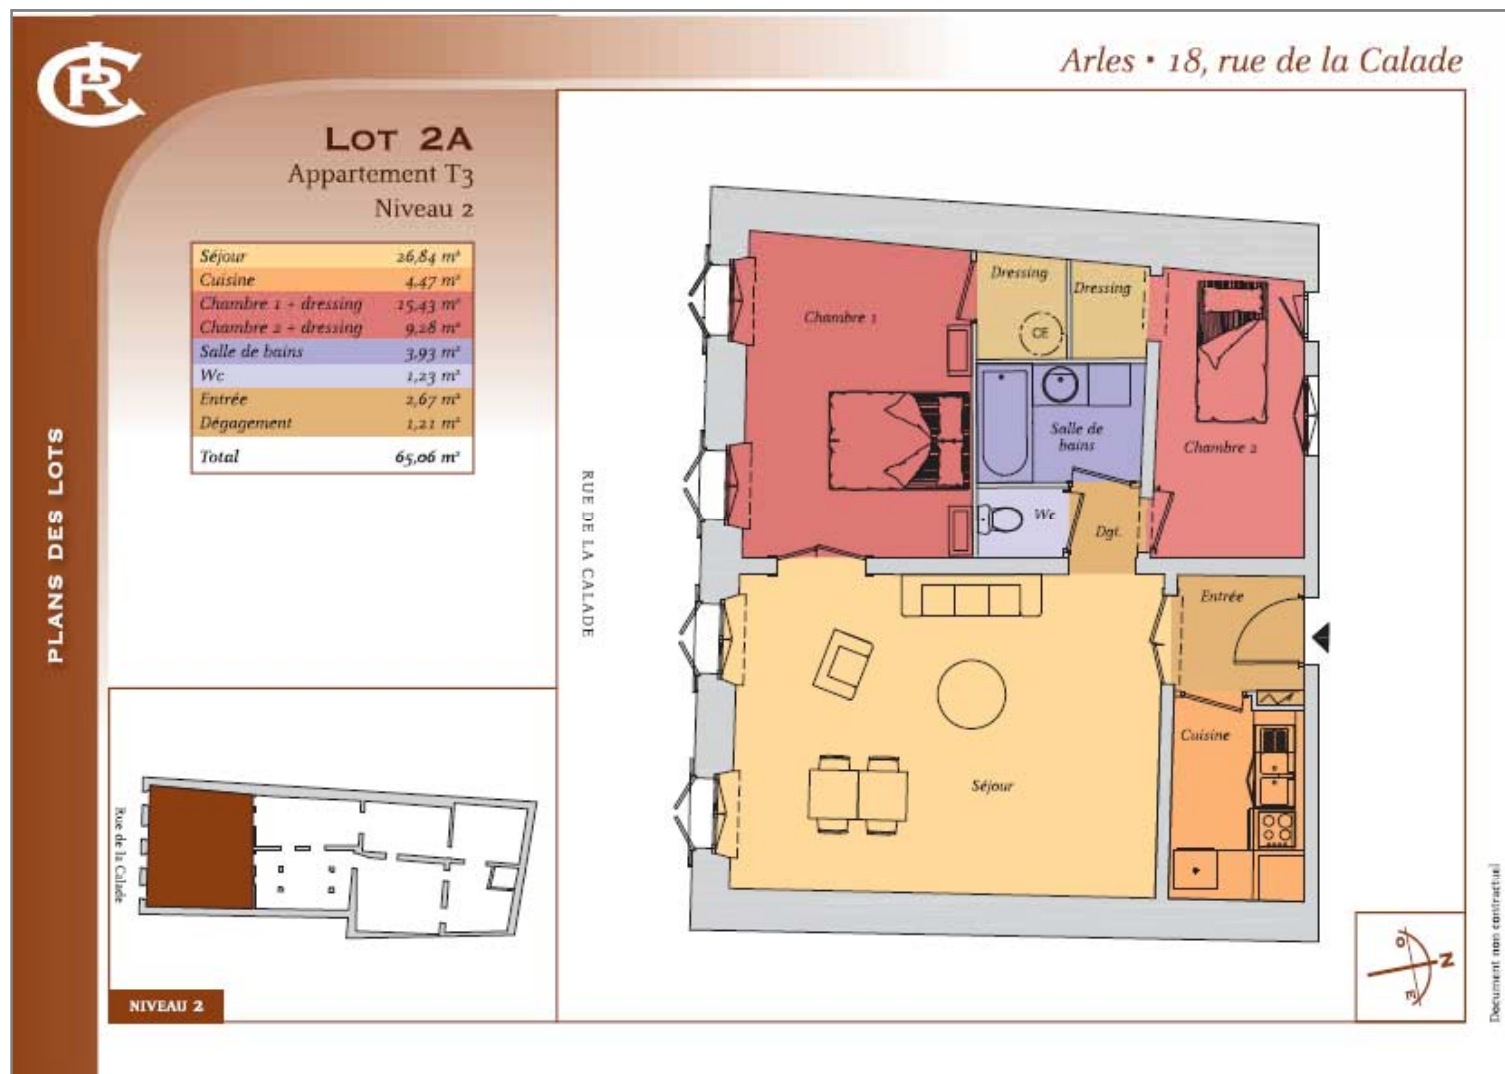 CRI
Arles • 18, rue de la Calade
LOT 2A
Appartement T3
Niveau 2
Séjour 26,84 m²
Cuisine 4,47 m²
Chambre 1 + dressing 15,43 m²
Chambre 2 + dressing 9,28 m²
Salle de bains 3,93 m²
Wc 1,23 m²
Entrée 2,67 m²
Dégagement 1,21 m²
Total 65,06 m²
PLANS DES LOTS
RUE DE LA CALADE
Chambre 1
Dressing
Dressing
CE
Salle de
bains
Chambre 2
Wc
Dgt.
Entrée
Cuisine
Séjour
Rue de la Calade
NIVEAU 2
O
N
E
Document non contractuel